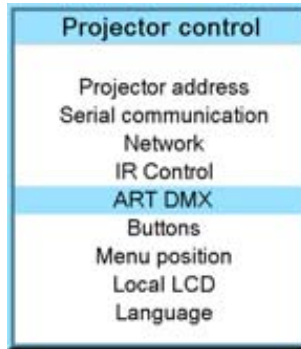 Projector control
Projector address
Serial communication
Network
IR Control
ART DMX
Buttons
Menu position
Local LCD
Language